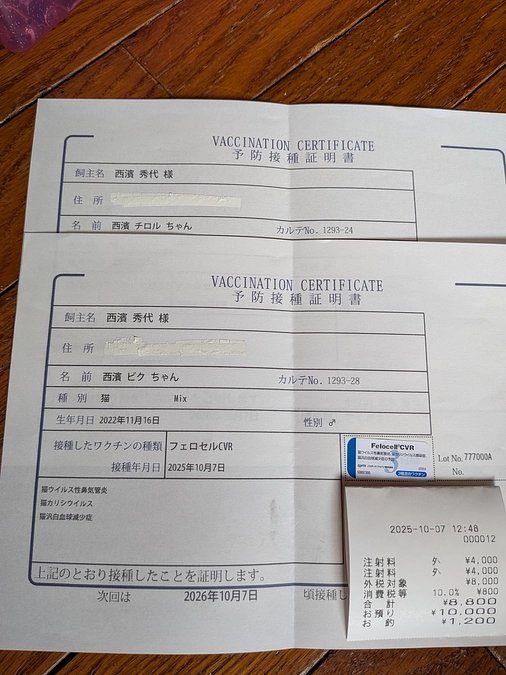 VACCINATION CERTIFICATE
予防接種証明書
飼主名 西濱 秀代 様
住 所
名 前 西濱 チロル ちゃん カルテNo. 1293-24
VACCINATION CERTIFICATE
予防接種証明書
飼主名 西濱 秀代 様
住 所
名 前 西濱 ピク ちゃん カルテNo. 1293-28
種 別 猫 Mix
生年月日 2022年11月16日 性別 ♂
接種したワクチンの種類 フェロセルCVR
接種年月日 2025年10月7日
Felocell CVR
3
Lot No. 777000A
No.
猫ウイルス性鼻気管炎
猫カリシウイルス
猫汎白血球減少症
上記のとおり接種したことを証明します。
次回は 2026年10月7日 頃接種し
2025-10-07 12:48
000012
注射料 外 ¥4,000
注射料 外 ¥4,000
外税対象 ¥8,000
消費税等 10.0% ¥800
合 計 ¥8,800
お預り ¥10,000
お 釣 ¥1,200